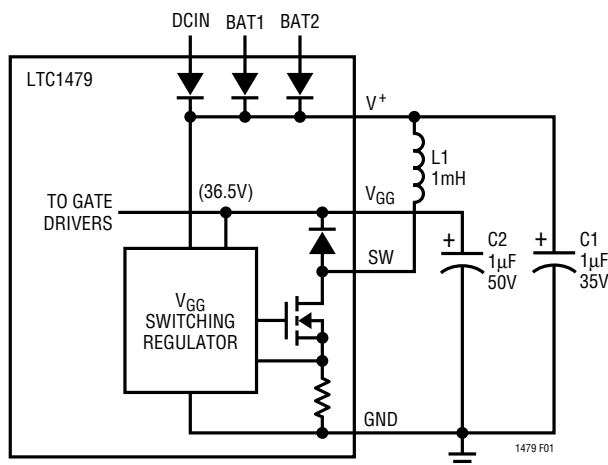 DCIN BAT1 BAT2
LTC1479
V+
L1
1mH
TO GATE
DRIVERS
(36.5V)
VGG
SW
+
C2
1µF
50V
+
C1
1µF
35V
VGG
SWITCHING
REGULATOR
GND
1479 F01